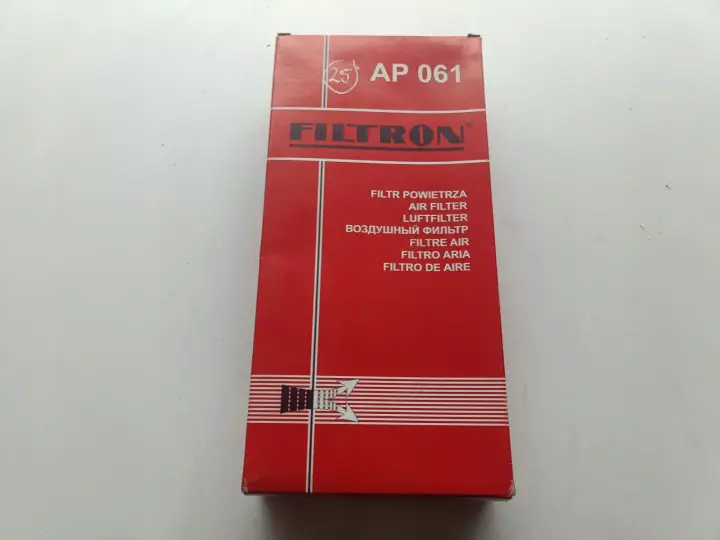 25 AP 061
FILTRON®
FILTR POWIETRZA
AIR FILTER
LUFTFILTER
ВОЗДУШНЫЙ ФИЛЬТР
FILTRE AIR
FILTRO ARIA
FILTRO DE AIRE